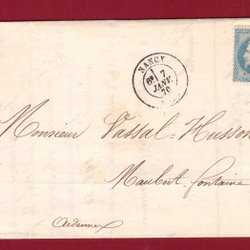 NANCY
7
JANV.
70
Monsieur Vassal-Husson
Maubert-fontaine
Ardennes